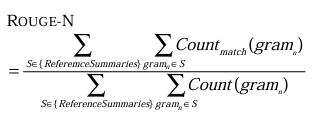 ROUGE-N
∑ ∑ Count_match(gram_n)
S∈{ReferemceSummaries} gram_n∈S
=
∑ ∑ Count(gram_n)
S∈{ReferenceSummaries} gram_n∈S